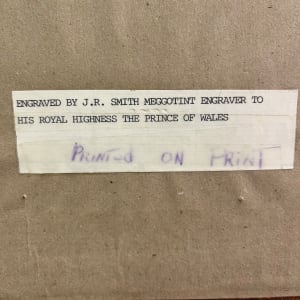 ENGRAVED BY J.R. SMITH MEGGOTINT ENGRAVER TO
HIS ROYAL HIGHNESS THE PRINCE OF WALES
PRINTED ON PRINT